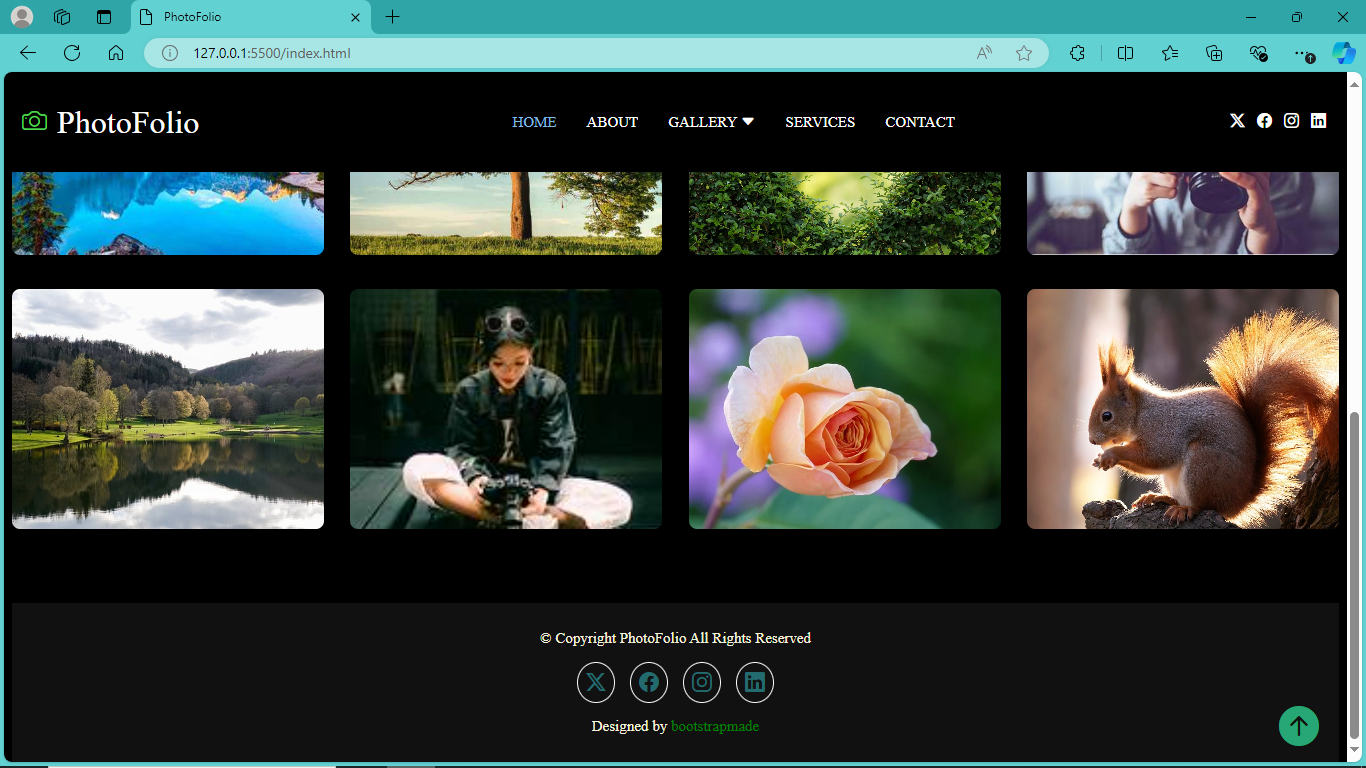 PhotoFolio
127.0.0.1:5500/index.html
PhotoFolio
HOME ABOUT GALLERY SERVICES CONTACT
© Copyright PhotoFolio All Rights Reserved
Designed by bootstrapmade